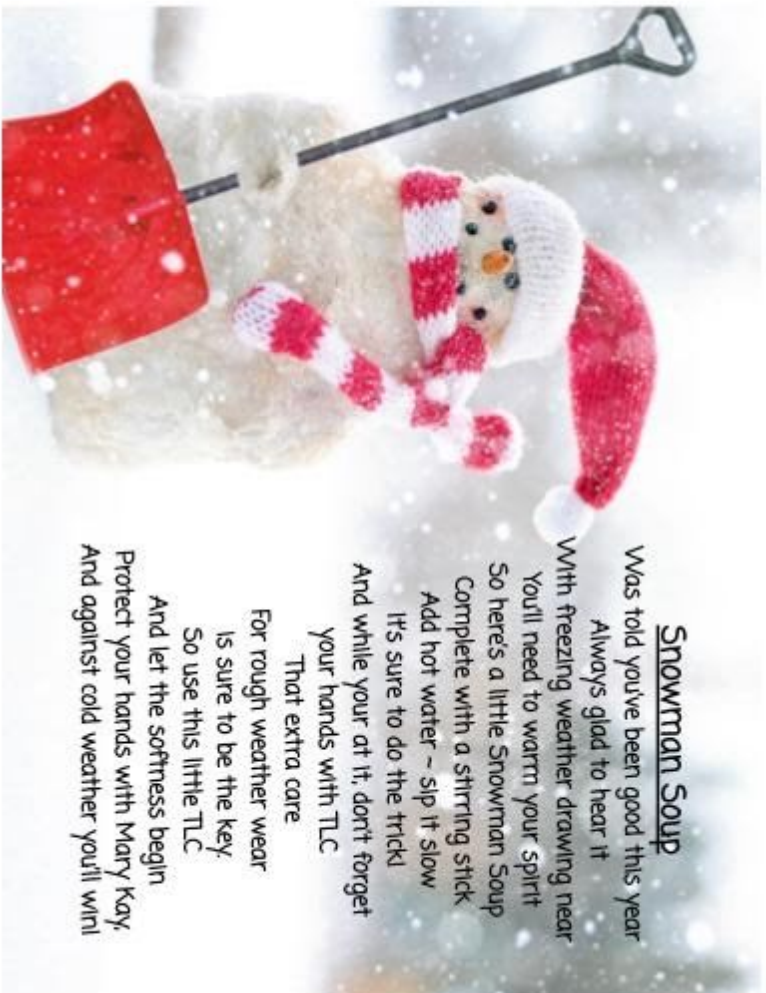 Snowman Soup
Was told you've been good this year
Always glad to hear it
With freezing weather drawing near
You'll need to warm your spirit
So here's a little Snowman Soup
Complete with a stirring stick
Add hot water ~ sip it slow
It's sure to do the trick!
And while your at it, don't forget
your hands with TLC
That extra care
For rough weather wear
Is sure to be the key.
So use this little TLC
And let the softness begin
Protect your hands with Mary Kay,
And against cold weather you'll win!